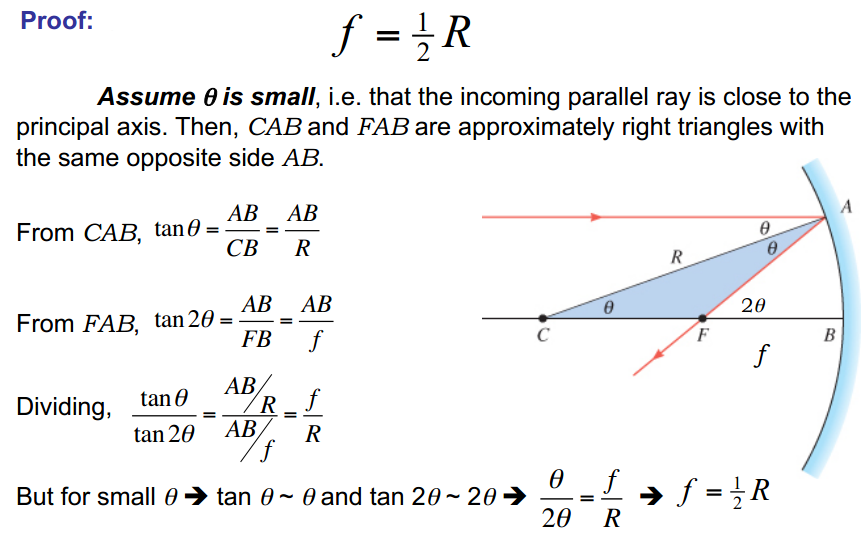 Proof:
f = ½ R
Assume θ is small, i.e. that the incoming parallel ray is close to the
principal axis. Then, CAB and FAB are approximately right triangles with
the same opposite side AB.
From CAB, tan θ = AB/CB = AB/R
From FAB, tan 2θ = AB/FB = AB/f
Dividing, tan θ/tan 2θ = (AB/R)/(AB/f) = f/R
A
θ
θ
R
θ
2θ
C
F
B
f
But for small θ ➔ tan θ ~ θ and tan 2θ ~ 2θ ➔ θ/2θ = f/R ➔ f = ½ R